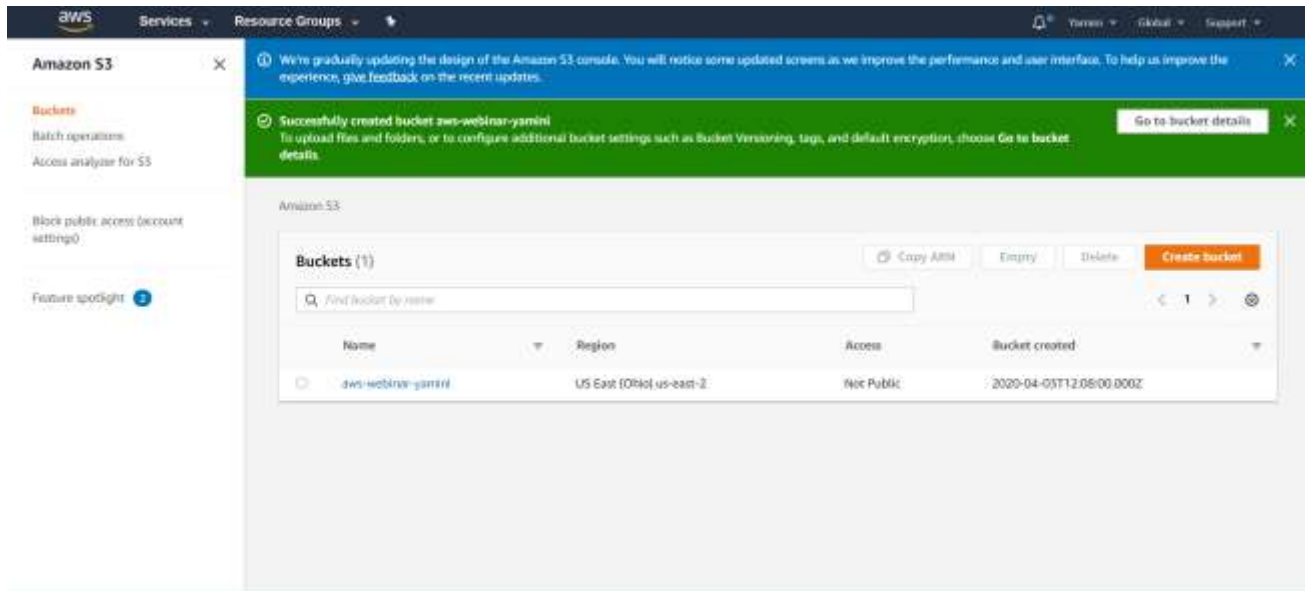 aws Services Resource Groups Global Support
Amazon S3
Buckets
Batch operations
Access analyzer for S3
Block public access (account
settings)
Feature spotlight 2
We're gradually updating the design of the Amazon S3 console. You will notice some updated screens as we improve the performance and user interface. To help us improve the
experience, give feedback on the recent updates.
Successfully created bucket aws-webinar-yamini
To upload files and folders, or to configure additional bucket settings such as Bucket Versioning, tags, and default encryption, choose Go to bucket
details.
Go to bucket details
Amazon S3
Buckets (1)
Copy ARN Empty Delete Create bucket
Find bucket by name
1
Name Region Access Bucket created
aws-webinar-yamini US East (Ohio) us-east-2 Not Public 2020-04-03T12:08:00.000Z